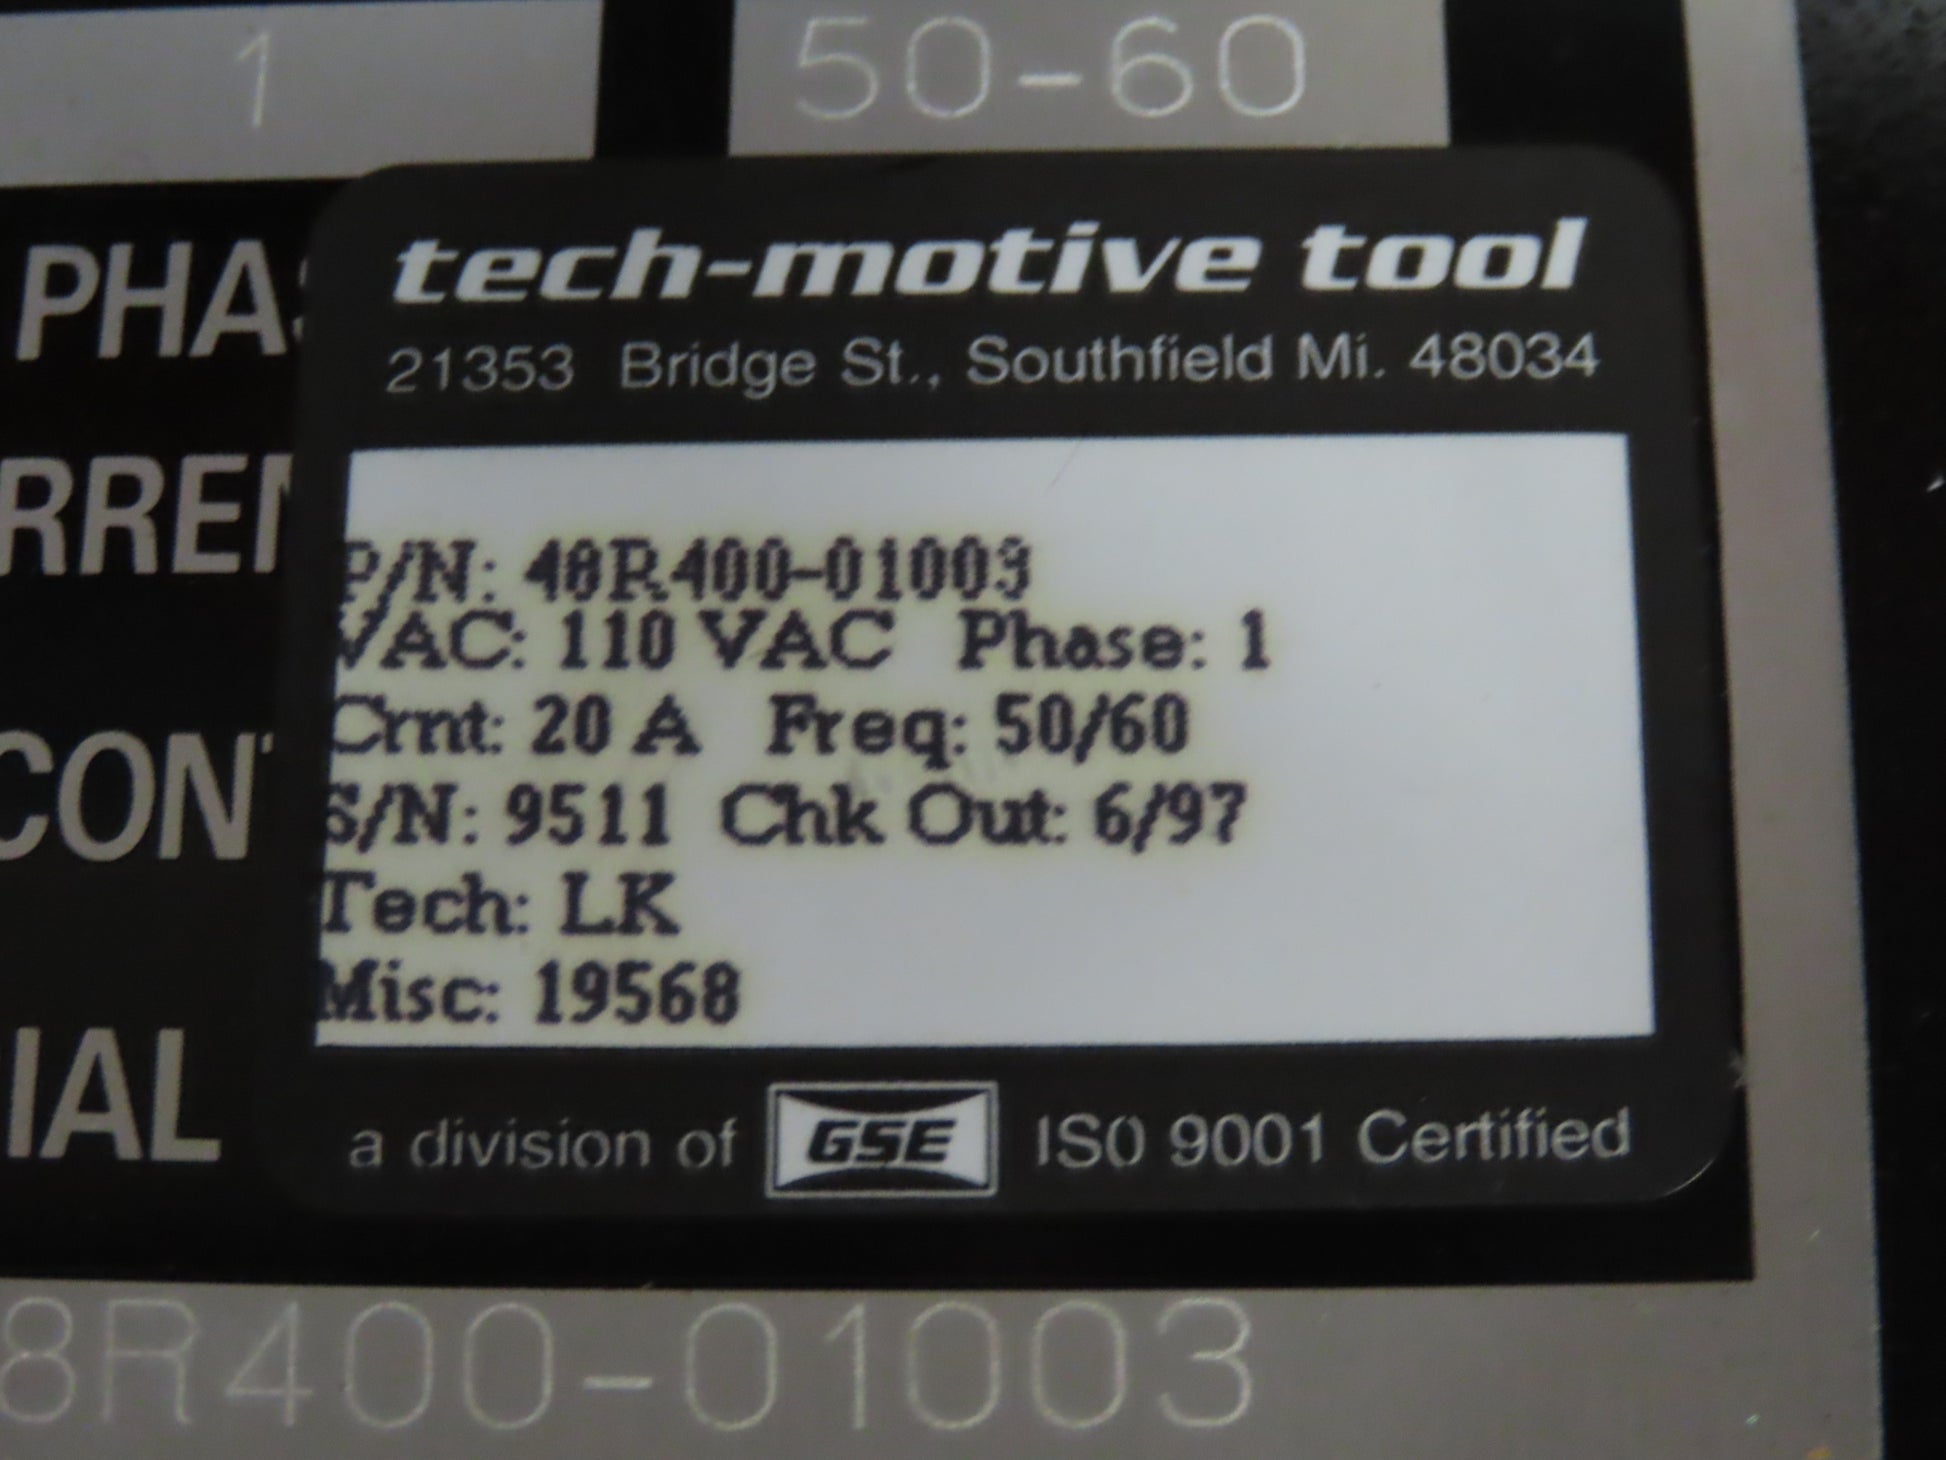 1 50-60
tech-motive tool
21353 Bridge St., Southfield Mi. 48034
PHAS
RREN
CONT
IAL
P/N: 48R400-01003
VAC: 110 VAC Phase: 1
Crnt: 20 A Freq: 50/60
S/N: 9511 Chk Out: 6/97
Tech: LK
Misc: 19568
a division of GSE ISO 9001 Certified
8R400-01003